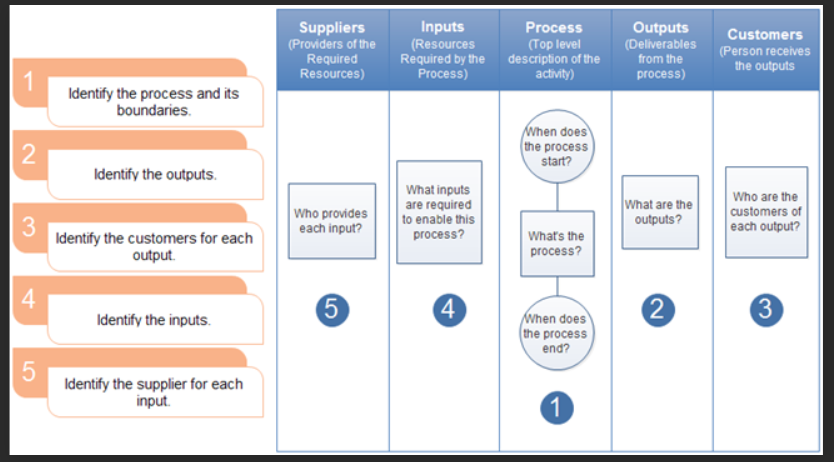 1
Identify the process and its
boundaries.
2
Identify the outputs.
3
Identify the customers for each
output.
4
Identify the inputs.
5
Identify the supplier for each
input.
Suppliers
(Providers of the
Required
Resources)
Inputs
(Resources
Required by the
Process)
Process
(Top level
description of the
activity)
Outputs
(Deliverables
from the
process)
Customers
(Person receives
the outputs
Who provides
each input?
5
What inputs
are required
to enable this
process?
4
When does
the process
start?
What's the
process?
When does
the process
end?
1
What are the
outputs?
2
Who are the
customers of
each output?
3